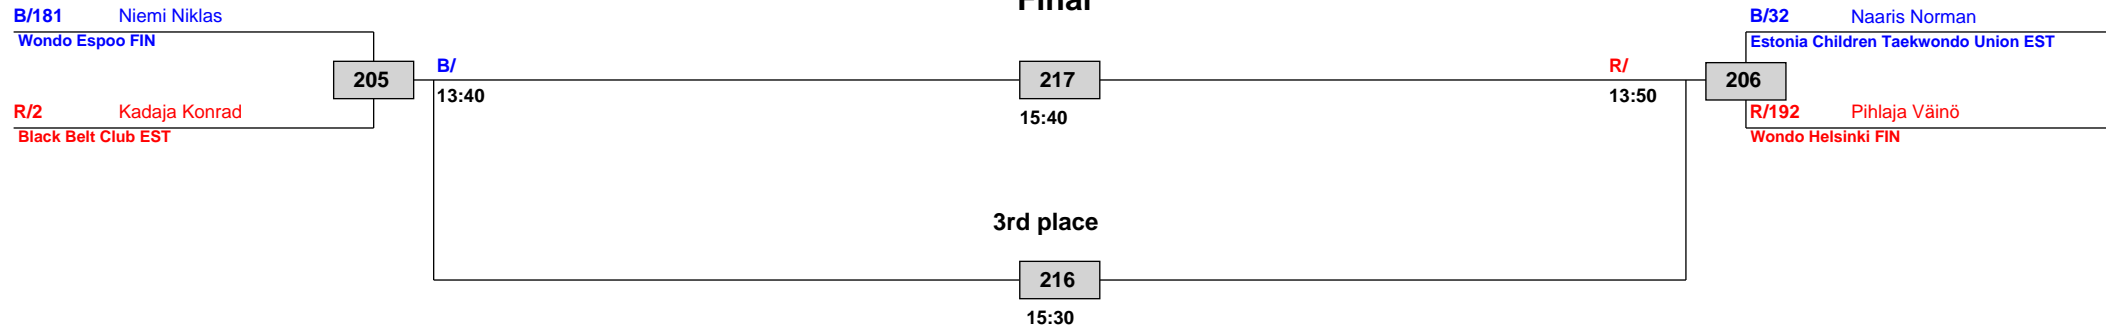 Final
B/181 Niemi Niklas
Wondo Espoo FIN
205
R/2 Kadaja Konrad
Black Belt Club EST
B/
13:40
217
15:40
R/
13:50
B/32 Naaris Norman
Estonia Children Taekwondo Union EST
206
R/192 Pihlaja Väinö
Wondo Helsinki FIN
3rd place
216
15:30